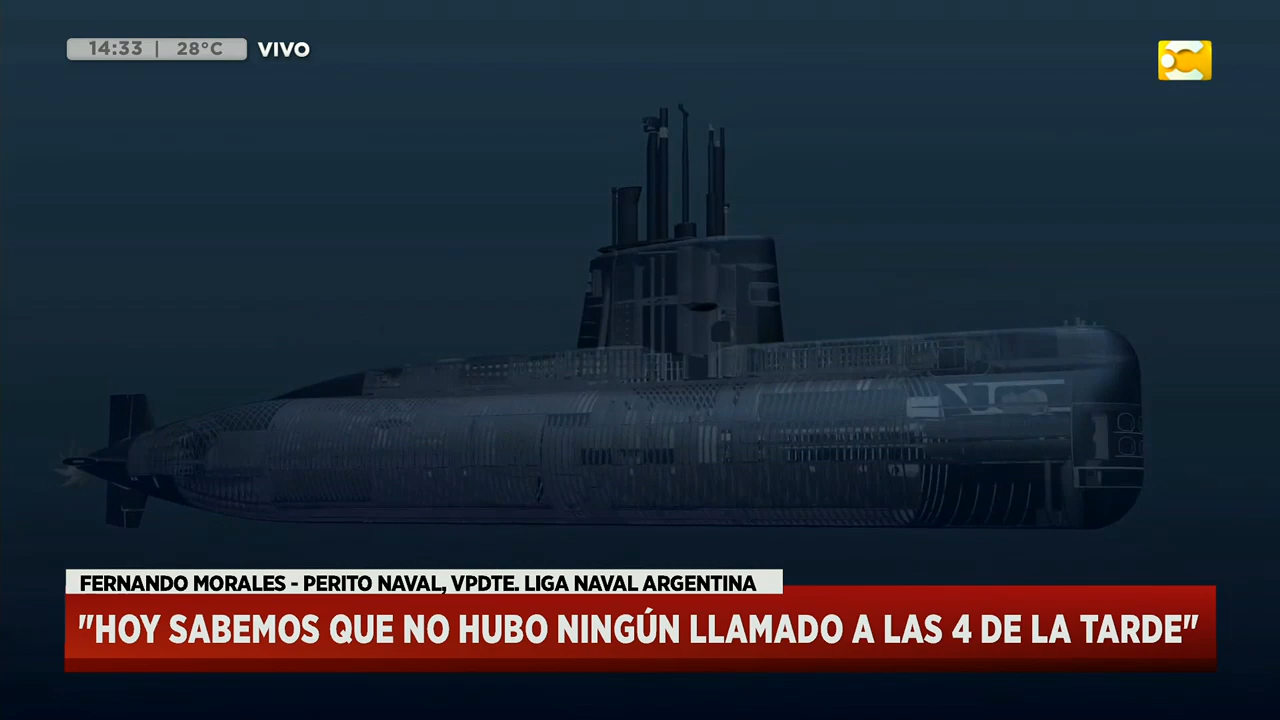 14:33 | 28°C VIVO
FERNANDO MORALES - PERITO NAVAL, VPDTE. LIGA NAVAL ARGENTINA
"HOY SABEMOS QUE NO HUBO NINGÚN LLAMADO A LAS 4 DE LA TARDE"